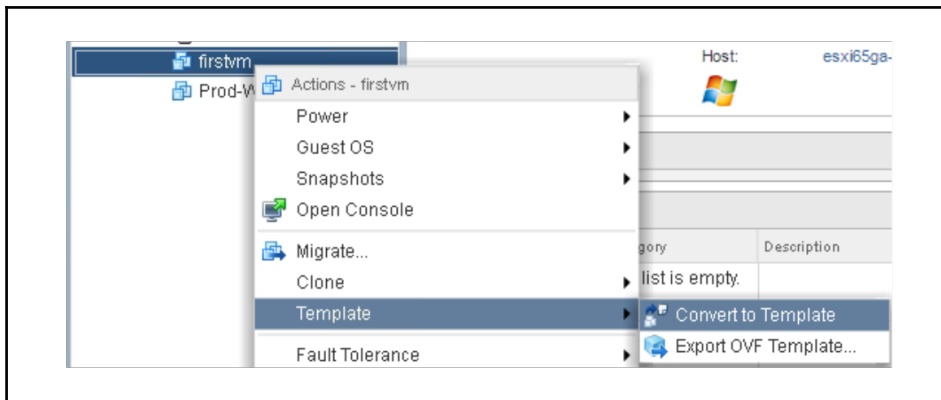 firstvm
Host: esxi65ga-
Prod-W
Actions - firstvm
Power
Guest OS
Snapshots
Open Console
Migrate...
gory Description
Clone
list is empty.
Template
Convert to Template
Export OVF Template...
Fault Tolerance